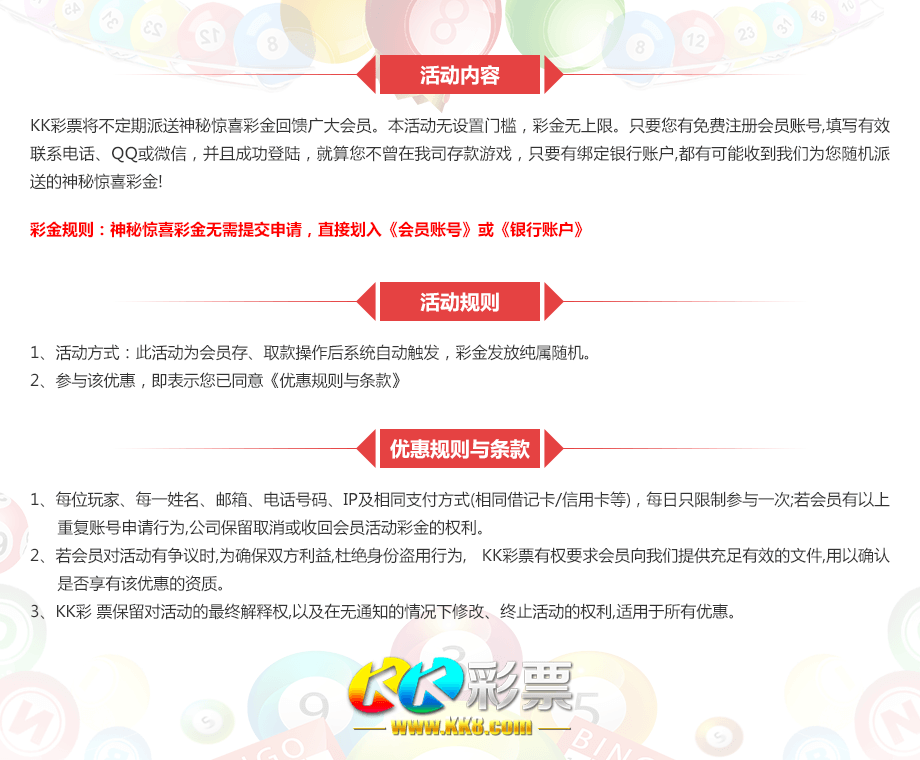 活动内容
KK彩票将不定期派送神秘惊喜彩金回馈广大会员。本活动无设置门槛，彩金无上限。只要您有免费注册会员账号,填写有效
联系电话、QQ或微信，并且成功登陆，就算您不曾在我司存款游戏，只要有绑定银行账户,都有可能收到我们为您随机派
送的神秘惊喜彩金!
彩金规则：神秘惊喜彩金无需提交申请，直接划入《会员账号》或《银行账户》
活动规则
1、活动方式：此活动为会员存、取款操作后系统自动触发，彩金发放纯属随机。
2、参与该优惠，即表示您已同意《优惠规则与条款》
优惠规则与条款
1、每位玩家、每一姓名、邮箱、电话号码、IP及相同支付方式(相同借记卡/信用卡等)，每日只限制参与一次;若会员有以上
重复账号申请行为,公司保留取消或收回会员活动彩金的权利。
2、若会员对活动有争议时,为确保双方利益,杜绝身份盗用行为,　KK彩票有权要求会员向我们提供充足有效的文件,用以确认
是否享有该优惠的资质。
3、KK彩 票保留对活动的最终解释权,以及在无通知的情况下修改、终止活动的权利,适用于所有优惠。
KK彩票
www.KK8.com